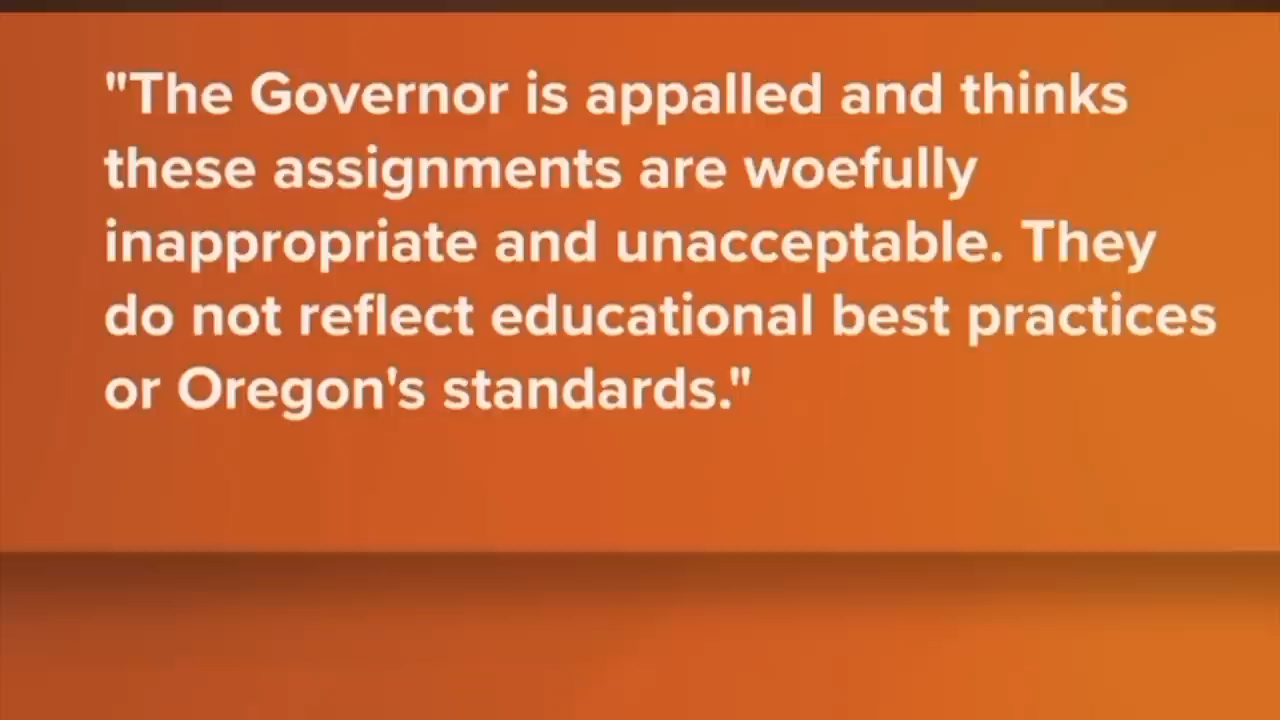 "The Governor is appalled and thinks
these assignments are woefully
inappropriate and unacceptable. They
do not reflect educational best practices
or Oregon's standards."